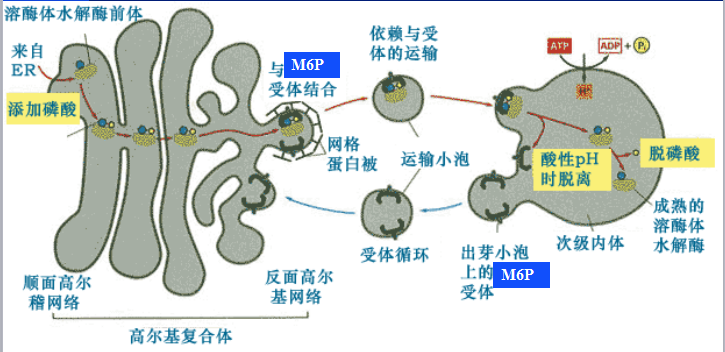 溶酶体水解酶前体
来自
ER
添加磷酸
与 M6P
受体结合
网格
蛋白被
依赖与受
体的运输
运输小泡
受体循环
ATP
ADP + Pi
H+
酸性pH
时脱离
脱磷酸
成熟的
溶酶体
水解酶
次级内体
出芽小泡
上的 M6P
受体
顺面高尔
稽网络
反面高尔
基网络
高尔基复合体